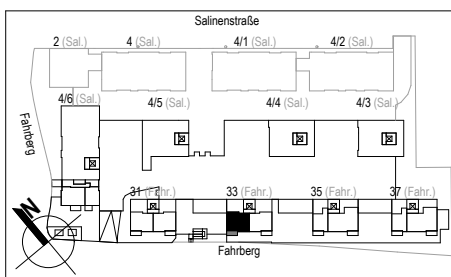 Salinenstraße
2 (Sal.) 4 (Sal.) 4/1 (Sal.) 4/2 (Sal.)
4/6 (Sal.) 4/5 (Sal.) 4/4 (Sal.) 4/3 (Sal.)
Fahrberg
31 (Fahr.) 33 (Fahr.) 35 (Fahr.) 37 (Fahr.)
N
Fahrberg